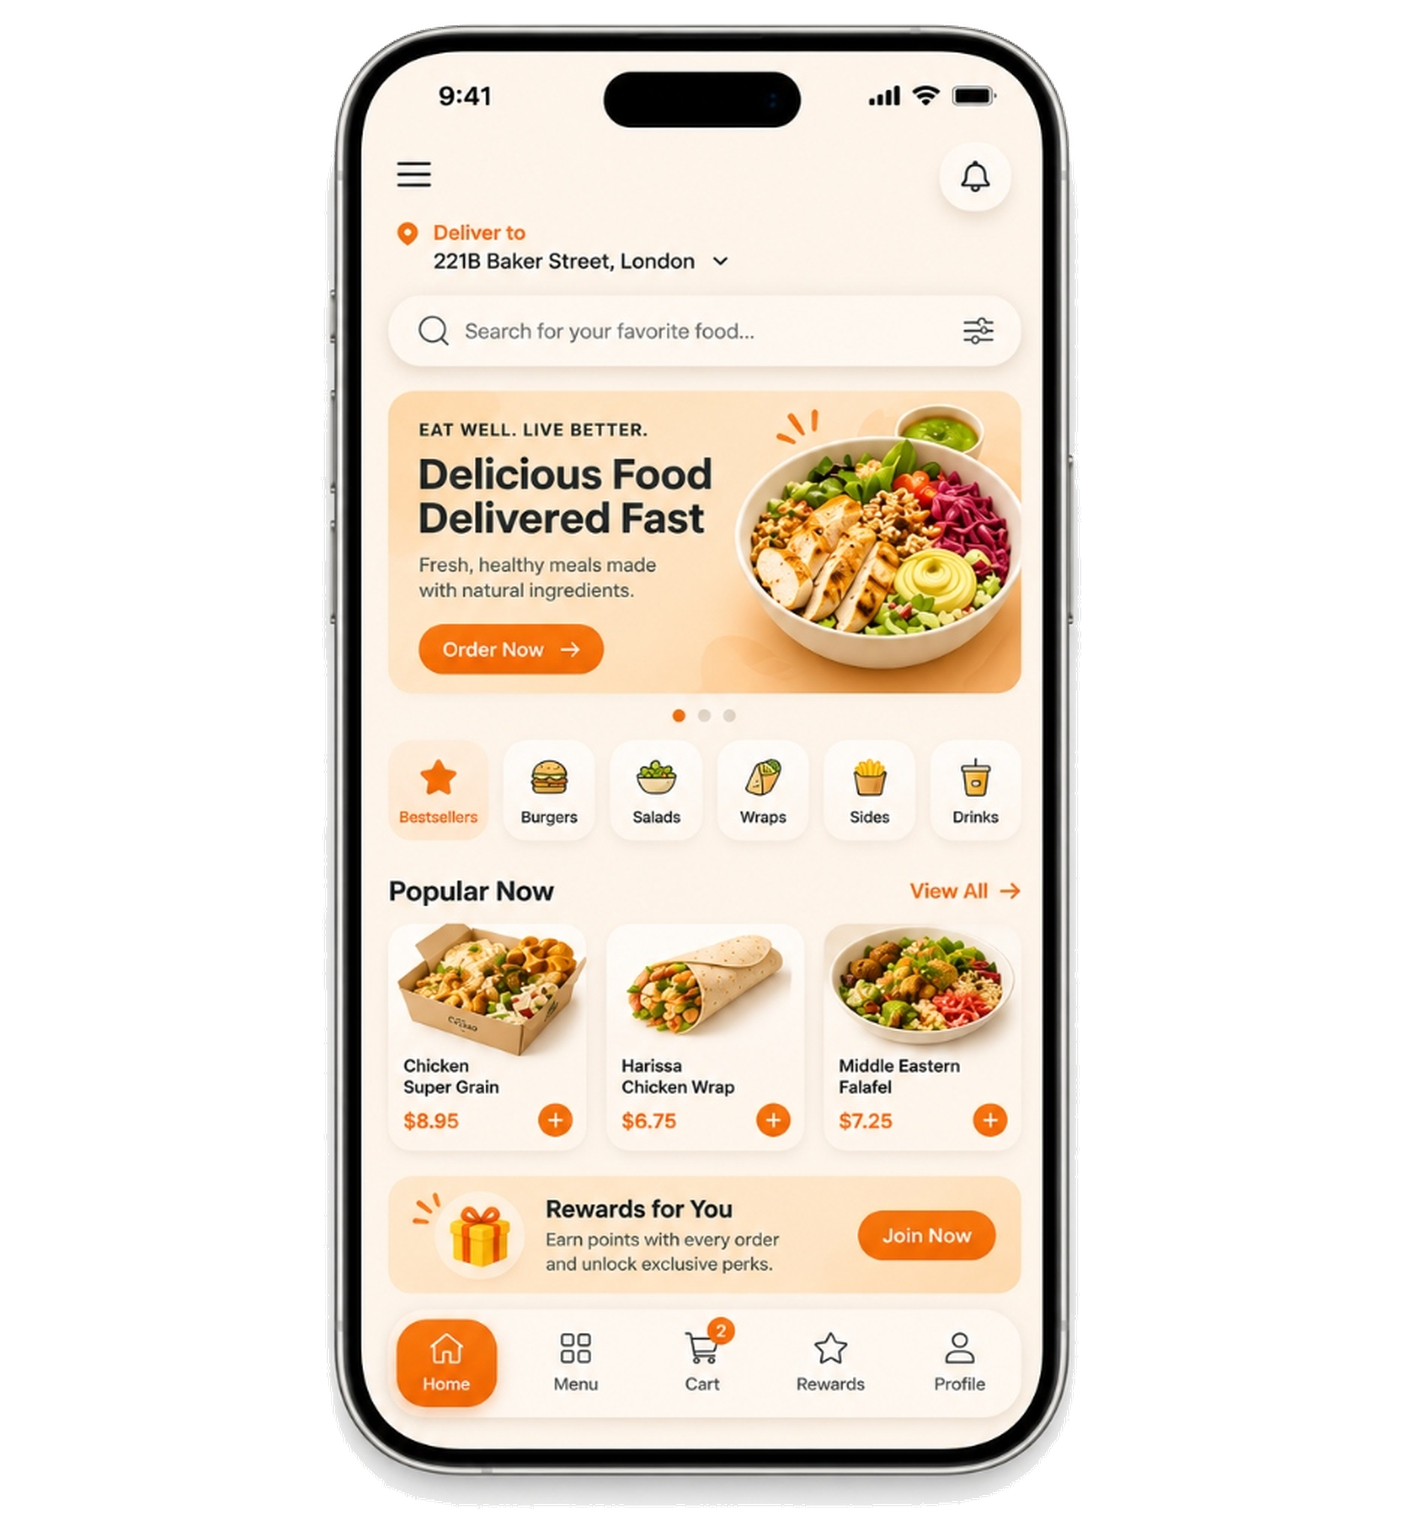 9:41
Deliver to
221B Baker Street, London
Search for your favorite food...
EAT WELL. LIVE BETTER.
Delicious Food
Delivered Fast
Fresh, healthy meals made
with natural ingredients.
Order Now
Bestsellers
Burgers
Salads
Wraps
Sides
Drinks
Popular Now
View All
Chicken
Super Grain
$8.95
Harissa
Chicken Wrap
$6.75
Middle Eastern
Falafel
$7.25
Rewards for You
Earn points with every order
and unlock exclusive perks.
Join Now
Home
Menu
2
Cart
Rewards
Profile